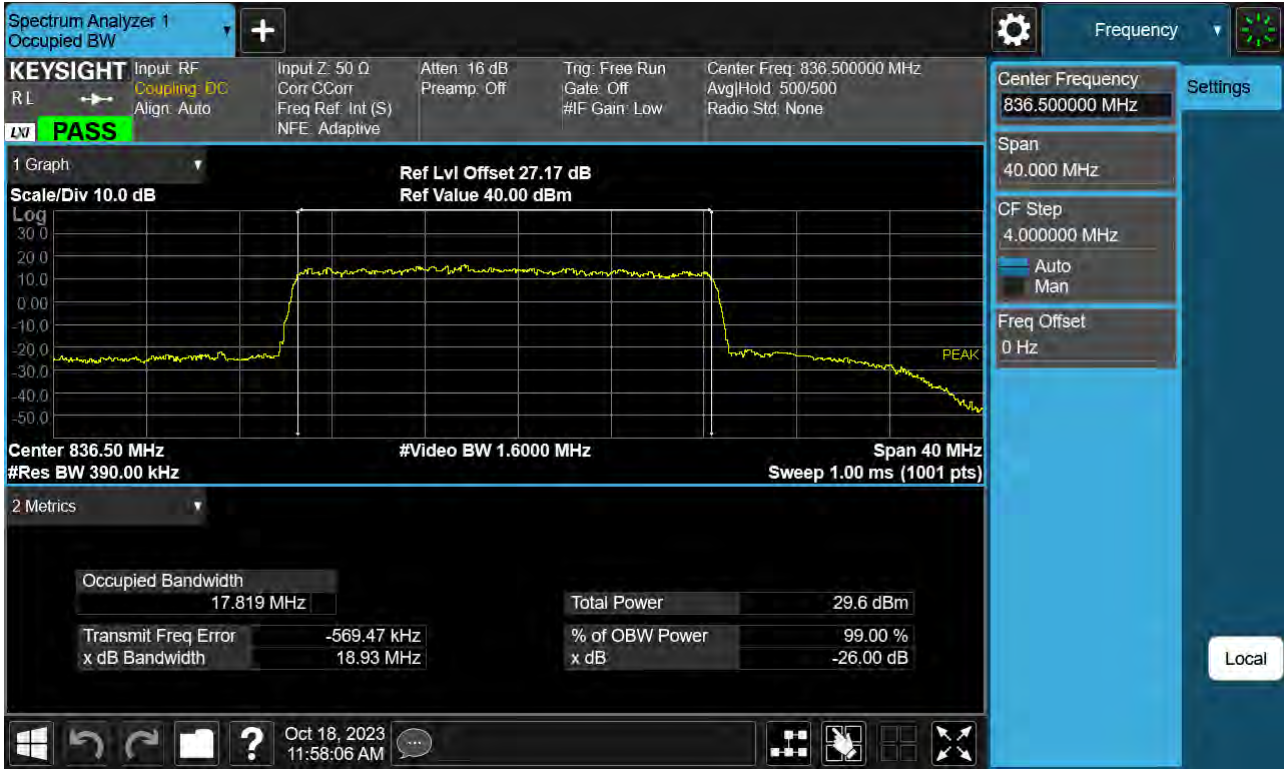 Spectrum Analyzer 1
Occupied BW
Frequency
KEYSIGHT
R L
LXI
PASS
Input: RF
Coupling: DC
Align: Auto
Input Z: 50 Ω
Corr CCorr
Freq Ref: Int (S)
NFE: Adaptive
Atten: 16 dB
Preamp: Off
Trig: Free Run
Gate: Off
#IF Gain: Low
Center Freq: 836.500000 MHz
Avg|Hold: 500/500
Radio Std: None
1 Graph
Scale/Div 10.0 dB
Ref Lvl Offset 27.17 dB
Ref Value 40.00 dBm
Log
30.0
20.0
10.0
0.00
-10.0
-20.0
-30.0
-40.0
-50.0
PEAK
Center 836.50 MHz
#Video BW 1.6000 MHz
Span 40 MHz
#Res BW 390.00 kHz
Sweep 1.00 ms (1001 pts)
2 Metrics
Occupied Bandwidth
17.819 MHz
Total Power 29.6 dBm
Transmit Freq Error -569.47 kHz
% of OBW Power 99.00 %
x dB Bandwidth 18.93 MHz
x dB -26.00 dB
Center Frequency
836.500000 MHz
Settings
Span
40.000 MHz
CF Step
4.000000 MHz
Auto
Man
Freq Offset
0 Hz
Local
?
Oct 18, 2023
11:58:06 AM